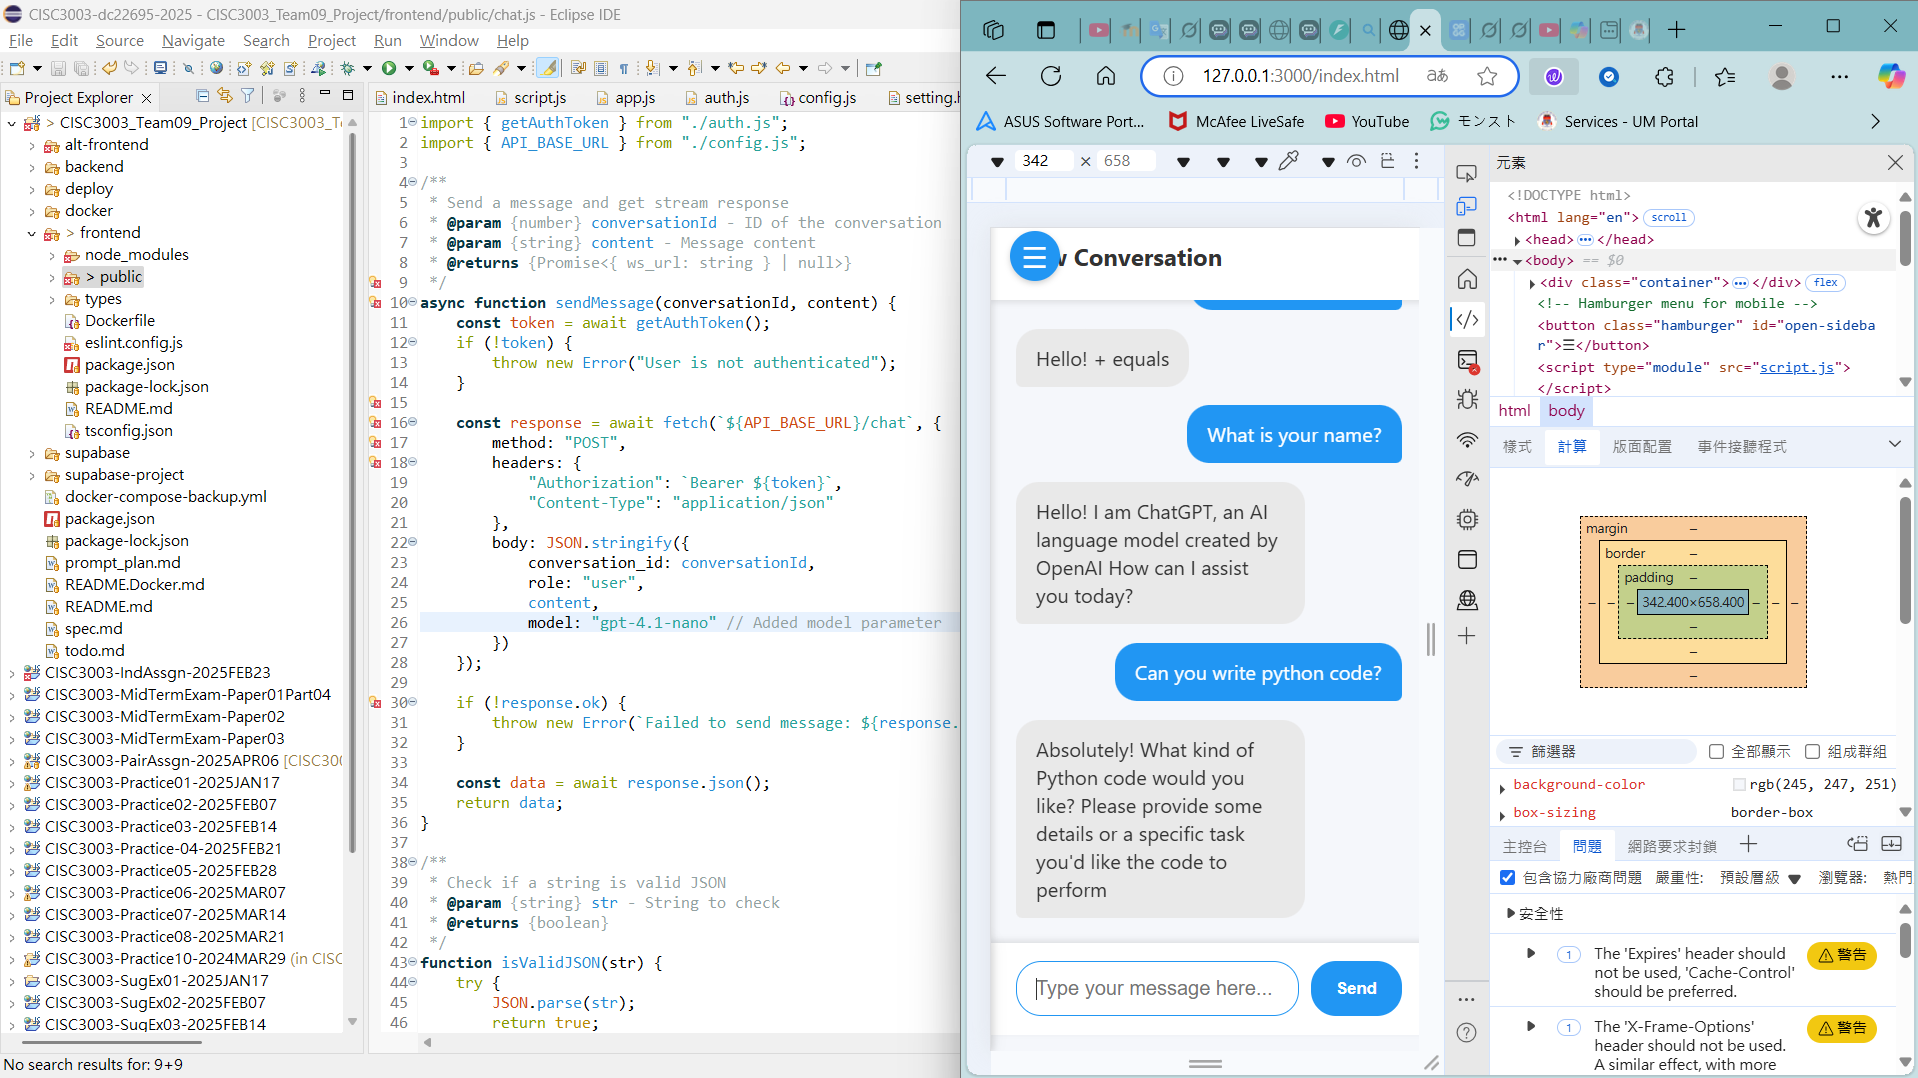 CISC3003-dc22695-2025 - CISC3003_Team09_Project/frontend/public/chat.js - Eclipse IDE
File Edit Source Navigate Search Project Run Window Help
Project Explorer
> CISC3003_Team09_Project [CISC3003_T
alt-frontend
backend
deploy
docker
> frontend
node_modules
> public
types
Dockerfile
eslint.config.js
package.json
package-lock.json
README.md
tsconfig.json
supabase
supabase-project
docker-compose-backup.yml
package.json
package-lock.json
prompt_plan.md
README.Docker.md
README.md
spec.md
todo.md
CISC3003-IndAssgn-2025FEB23
CISC3003-MidTermExam-Paper01Part04
CISC3003-MidTermExam-Paper02
CISC3003-MidTermExam-Paper03
CISC3003-PairAssgn-2025APR06 [CISC300
CISC3003-Practice01-2025JAN17
CISC3003-Practice02-2025FEB07
CISC3003-Practice03-2025FEB14
CISC3003-Practice-04-2025FEB21
CISC3003-Practice05-2025FEB28
CISC3003-Practice06-2025MAR07
CISC3003-Practice07-2025MAR14
CISC3003-Practice08-2025MAR21
CISC3003-Practice10-2024MAR29 (in CISC
CISC3003-SugEx01-2025JAN17
CISC3003-SugEx02-2025FEB07
CISC3003-SugEx03-2025FEB14
No search results for: 9+9
index.html script.js app.js auth.js config.js setting.h
1 import { getAuthToken } from "./auth.js";
2 import { API_BASE_URL } from "./config.js";
3
4 /**
5 * Send a message and get stream response
6 * @param {number} conversationId - ID of the conversation
7 * @param {string} content - Message content
8 * @returns {Promise<{ ws_url: string } | null>}
9 */
10 async function sendMessage(conversationId, content) {
11 const token = await getAuthToken();
12 if (!token) {
13 throw new Error("User is not authenticated");
14 }
15
16 const response = await fetch(`${API_BASE_URL}/chat`, {
17 method: "POST",
18 headers: {
19 "Authorization": `Bearer ${token}`,
20 "Content-Type": "application/json"
21 },
22 body: JSON.stringify({
23 conversation_id: conversationId,
24 role: "user",
25 content,
26 model: "gpt-4.1-nano" // Added model parameter
27 })
28 });
29
30 if (!response.ok) {
31 throw new Error(`Failed to send message: ${response.
32 }
33
34 const data = await response.json();
35 return data;
36 }
37
38 /**
39 * Check if a string is valid JSON
40 * @param {string} str - String to check
41 * @returns {boolean}
42 */
43 function isValidJSON(str) {
44 try {
45 JSON.parse(str);
46 return true;
127.0.0.1:3000/index.html
aあ
ASUS Software Port... McAfee LiveSafe YouTube モンスト Services - UM Portal
342 × 658
w Conversation
Hello! + equals
What is your name?
Hello! I am ChatGPT, an AI
language model created by
OpenAI How can I assist
you today?
Can you write python code?
Absolutely! What kind of
Python code would you
like? Please provide some
details or a specific task
you'd like the code to
perform
Type your message here...
Send
元素
<!DOCTYPE html>
<html lang="en"> scroll
<head> ••• </head>
••• <body> == $0
<div class="container"> ••• </div> flex
<!-- Hamburger menu for mobile -->
<button class="hamburger" id="open-sideba
r">☰</button>
<script type="module" src="script.js">
</script>
html body
樣式 計算 版面配置 事件接聽程式
margin –
border –
padding –
– – – 342.400×658.400 – – –
–
–
–
篩選器 全部顯示 組成群組
background-color rgb(245, 247, 251)
box-sizing border-box
主控台 問題 網路要求封鎖
包含協力廠商問題 嚴重性: 預設層級 瀏覽器: 熱門
安全性
1 The 'Expires' header should
not be used, 'Cache-Control'
should be preferred.
警告
1 The 'X-Frame-Options'
header should not be used.
A similar effect, with more
警告